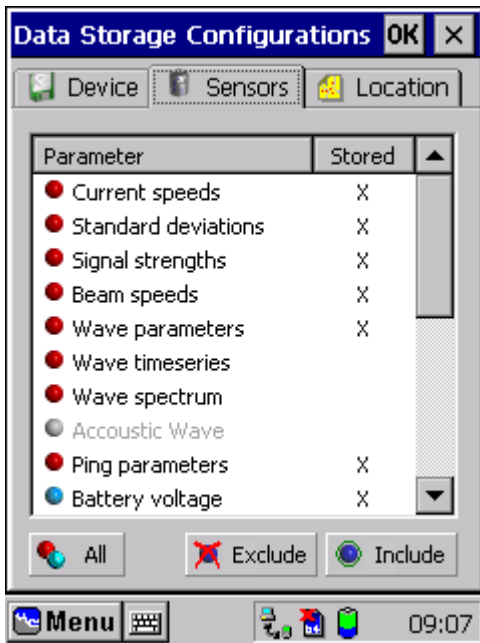 Data Storage Configurations OK ×
Device Sensors Location
Parameter Stored
Current speeds X
Standard deviations X
Signal strengths X
Beam speeds X
Wave parameters X
Wave timeseries
Wave spectrum
Accoustic Wave
Ping parameters X
Battery voltage X
All Exclude Include
Menu 09:07